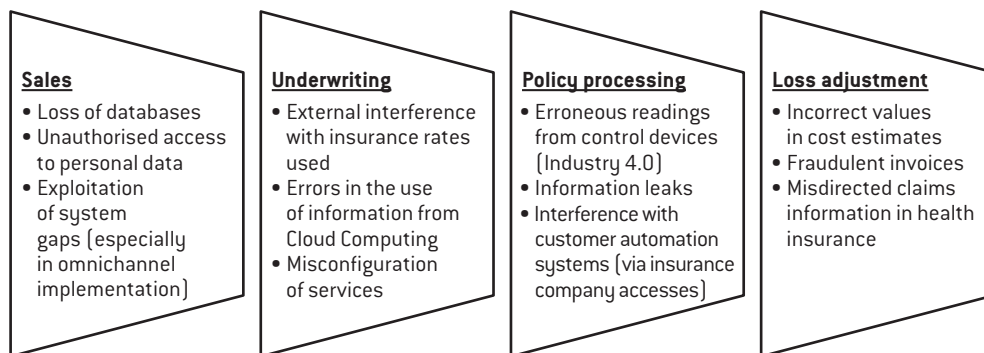 Sales
• Loss of databases
• Unauthorised access
to personal data
• Exploitation
of system
gaps (especially
in omnichannel
implementation)
Underwriting
• External interference
with insurance rates
used
• Errors in the use
of information from
Cloud Computing
• Misconfiguration
of services
Policy processing
• Erroneous readings
from control devices
(Industry 4.0)
• Information leaks
• Interference with
customer automation
systems (via insurance
company accesses)
Loss adjustment
• Incorrect values
in cost estimates
• Fraudulent invoices
• Misdirected claims
information in health
insurance